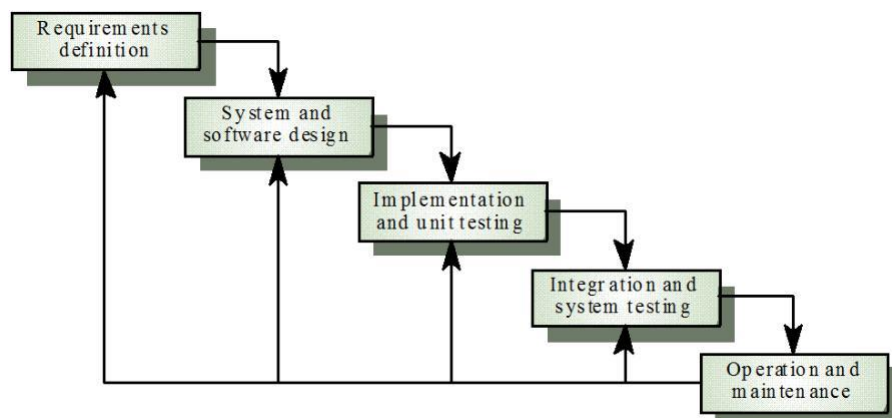 Requirements
definition
System and
software design
Implementation
and unit testing
Integration and
system testing
Operation and
maintenance